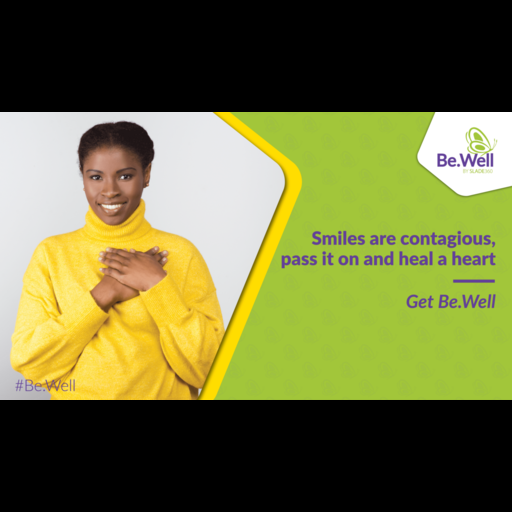 Be.Well
BY SLADE360
Smiles are contagious,
pass it on and heal a heart
Get Be.Well
#Be.Well